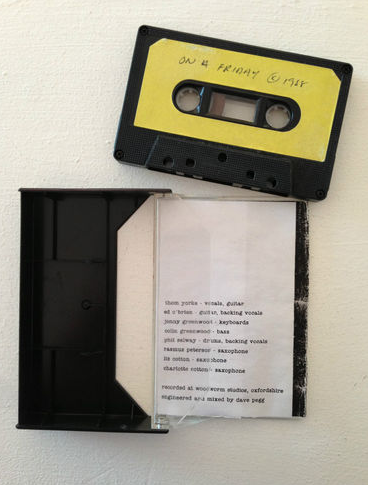 ON A FRIDAY © 1988
thom yorke - vocals, guitar
ed o'brien - guitar, backing vocals
jonny greenwood - keyboards
colin greenwood - bass
phil selway - drums, backing vocals
rasmus peterson - saxophone
liz cotton - saxophone
charlotte cotton - saxophone
recorded at woodworm studios, oxfordshire
engineered and mixed by dave pegg